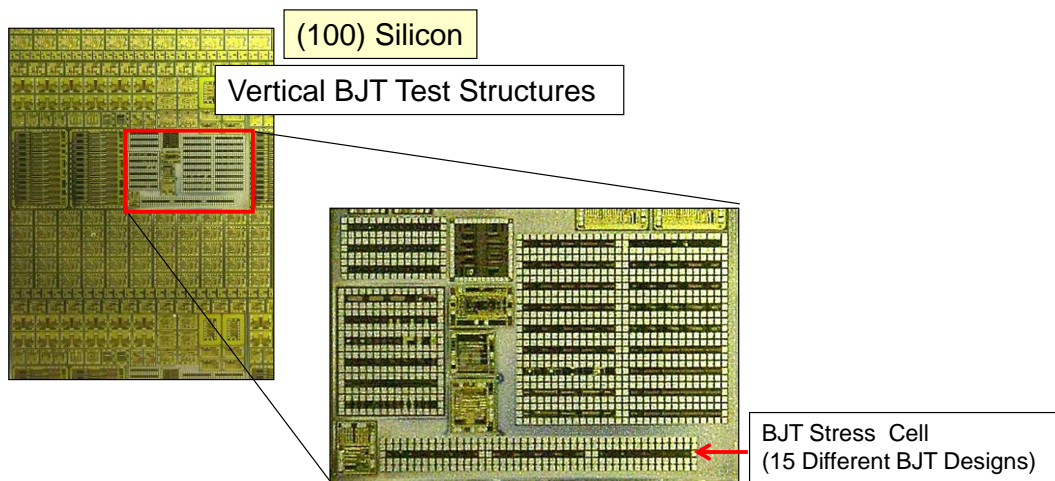 (100) Silicon
Vertical BJT Test Structures
BJT Stress Cell
(15 Different BJT Designs)